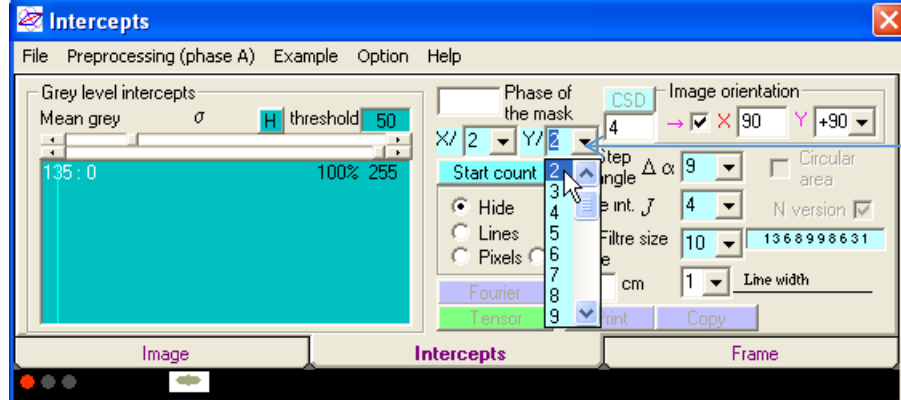 Intercepts
File Preprocessing (phase A) Example Option Help
Grey level intercepts
Mean grey σ H threshold 50
135 : 0 100% 255
Phase of
the mask
X/ 2 Y/ 2
Start count
Hide
Lines
Pixels
Fourier
Tensor
2
3
4
5
6
7
8
9
CSD
4
Image orientation
→ X 90 Y +90
Step
angle Δ α 9
Circular
area
e int. J 4
N version
Filtre size 10
1368998631
cm 1 Line width
Print Copy
Image Intercepts Frame